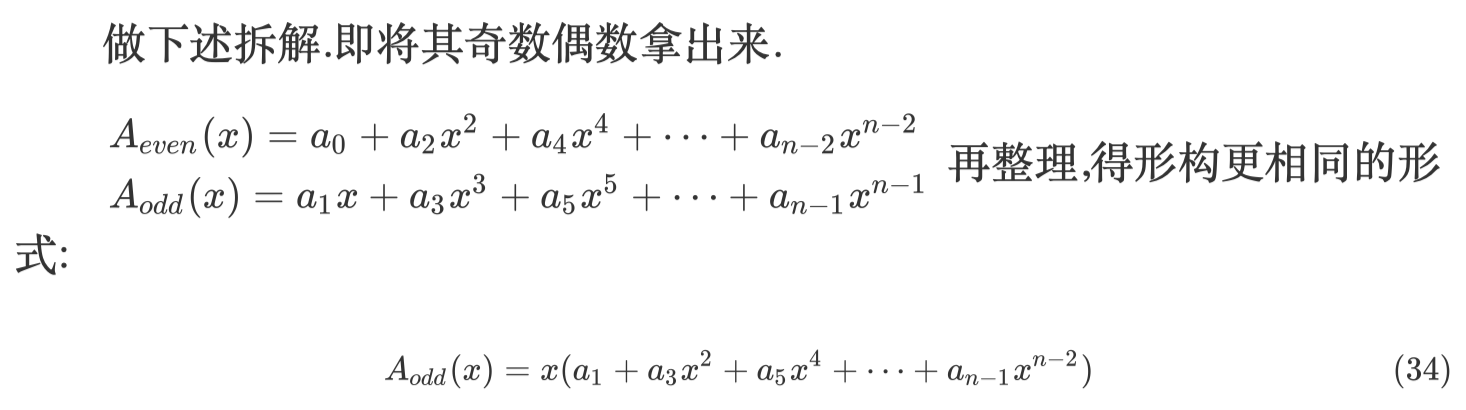 做下述拆解.即将其奇数偶数拿出来.
A_{even}(x) = a_0 + a_2x^2 + a_4x^4 + ⋯ + a_{n−2}x^{n−2}
A_{odd}(x) = a_1x + a_3x^3 + a_5x^5 + ⋯ + a_{n−1}x^{n−1}
再整理,得形构更相同的形
式:
A_{odd}(x) = x(a_1 + a_3x^2 + a_5x^4 + ⋯ + a_{n−1}x^{n−2}) (34)